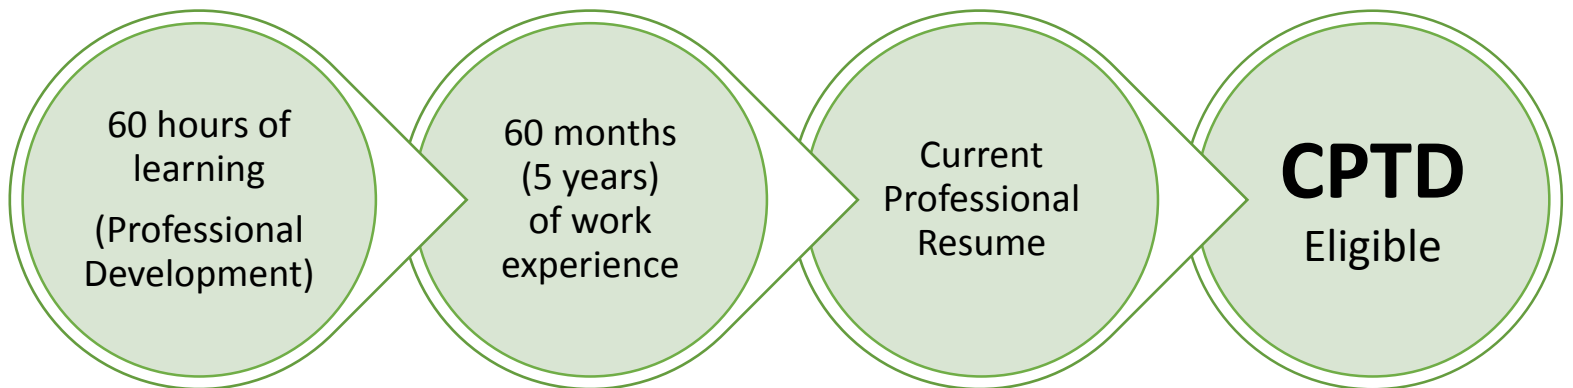 60 hours of
learning
(Professional
Development)
60 months
(5 years)
of work
experience
Current
Professional
Resume
CPTD
Eligible